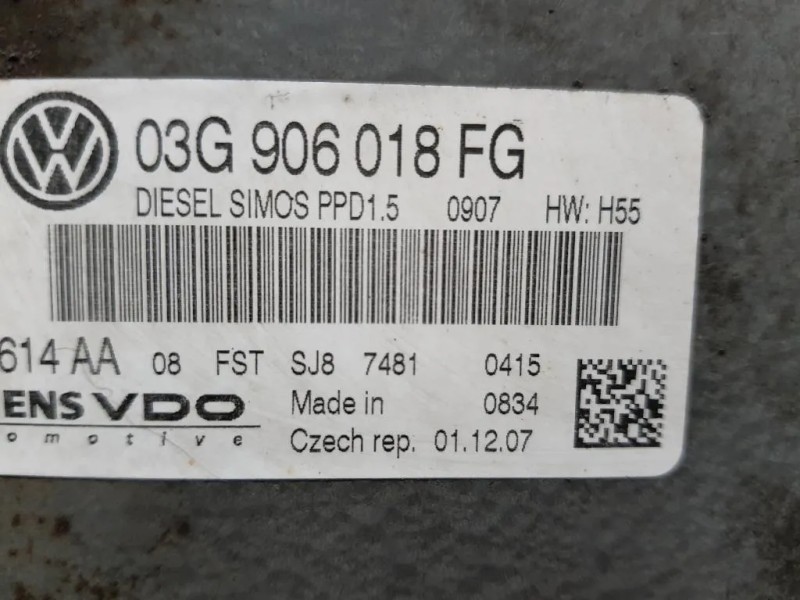 03G 906 018 FG
DIESEL SIMOS PPD1.5 0907 HW: H55
614 AA 08 FST SJ8 7481 0415
ENS VDO Made in 0834
omotive Czech rep. 01.12.07